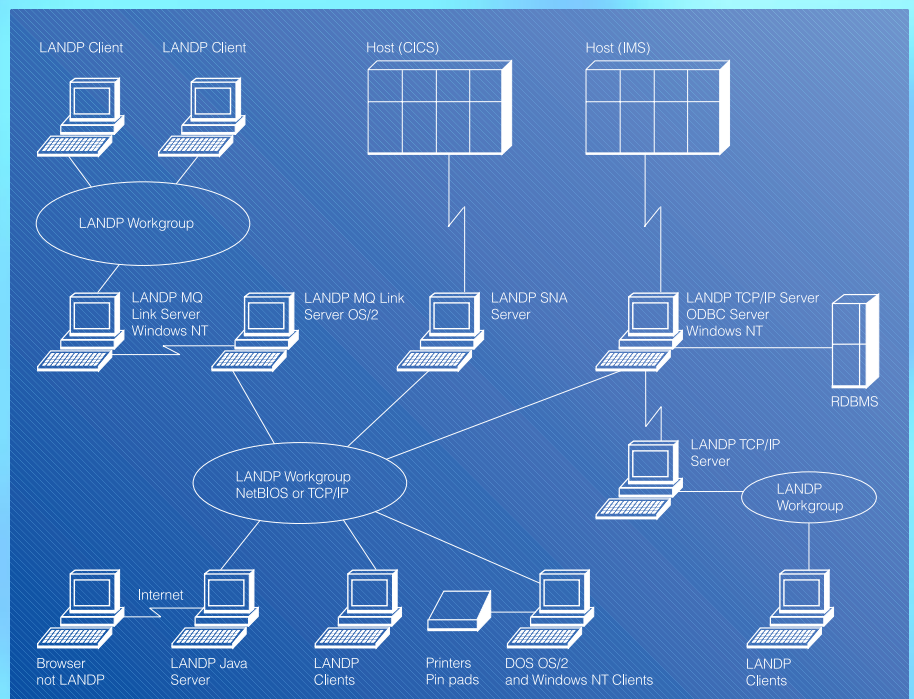 LANDP Client
LANDP Client
Host (CICS)
Host (IMS)
LANDP Workgroup
LANDP MQ
Link Server
Windows NT
LANDP MQ Link
Server OS/2
LANDP SNA
Server
LANDP TCP/IP Server
ODBC Server
Windows NT
RDBMS
LANDP TCP/IP
Server
LANDP Workgroup
NetBIOS or TCP/IP
LANDP
Workgroup
Internet
Browser
not LANDP
LANDP Java
Server
LANDP
Clients
Printers
Pin pads
DOS OS/2
and Windows NT Clients
LANDP
Clients